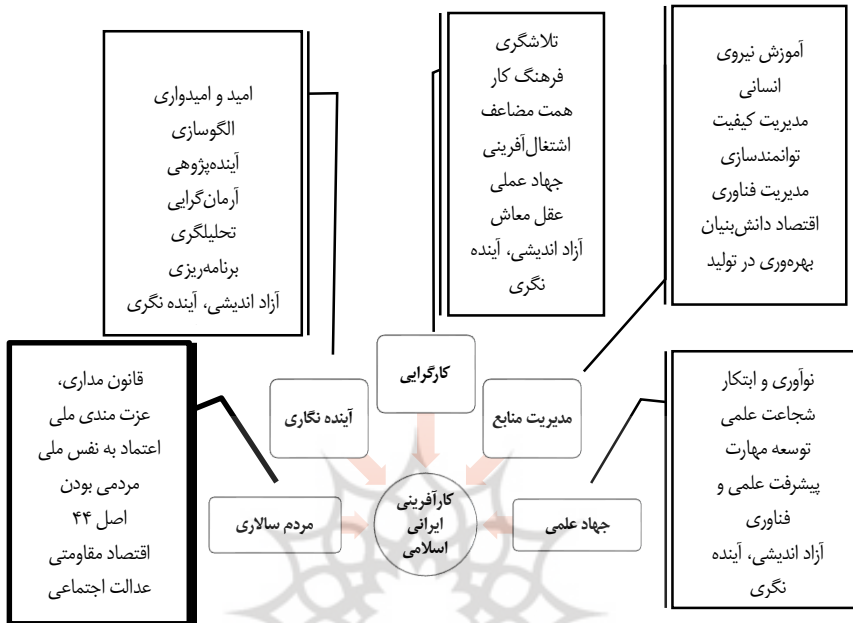 آموزش نیروی
انسانی
مدیریت کیفیت
توانمندسازی
مدیریت فناوری
اقتصاد دانش‌بنیان
بهره‌وری در تولید
تلاشگری
فرهنگ کار
همت مضاعف
اشتغال‌آفرینی
جهاد عملی
عقل معاش
آزاد اندیشی، آینده
نگری
امید و امیدواری
الگوسازی
آینده‌پژوهی
آرمان‌گرایی
تحلیلگری
برنامه‌ریزی
آزاد اندیشی، آینده نگری
کارگرایی
مدیریت منابع
آینده نگاری
نوآوری و ابتکار
شجاعت علمی
توسعه مهارت
پیشرفت علمی و
فناوری
آزاد اندیشی، آینده
نگری
جهاد علمی
کارآفرینی
ایرانی
اسلامی
مردم سالاری
قانون مداری،
عزت مندی ملی
اعتماد به نفس ملی
مردمی بودن
اصل ۴۴
اقتصاد مقاومتی
عدالت اجتماعی